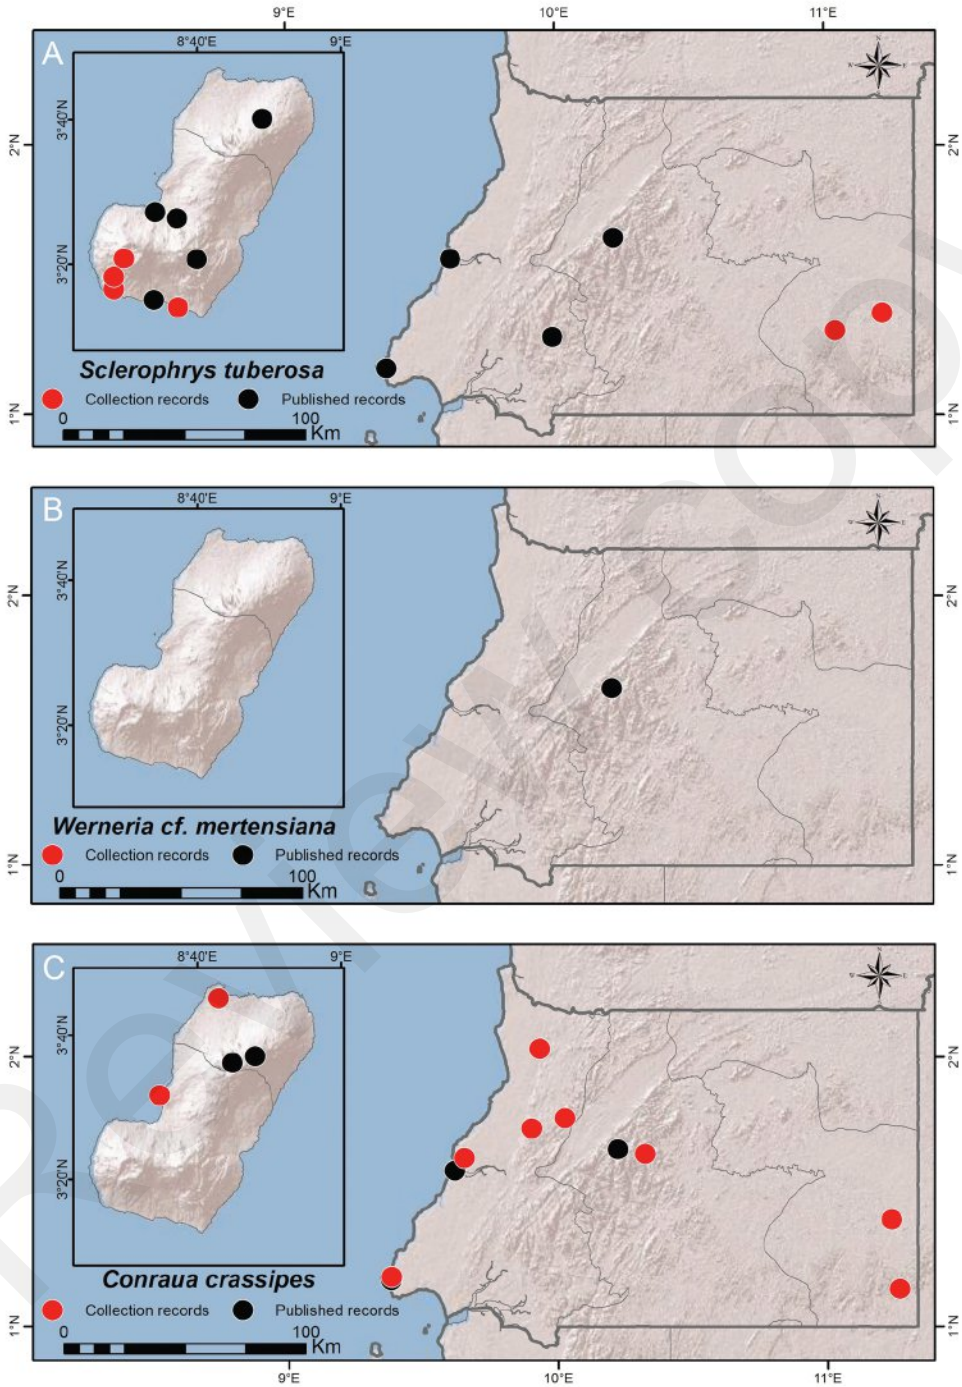 9°E 10°E 11°E
A
8°40'E 9°E
3°40'N
3°20'N
2°N 2°N
1°N 1°N
N
W E
S
Sclerophrys tuberosa
Collection records Published records
0 100
Km
B
8°40'E 9°E
3°40'N
3°20'N
2°N 2°N
1°N 1°N
N
W E
S
Werneria cf. mertensiana
Collection records Published records
0 100
Km
C
8°40'E 9°E
3°40'N
3°20'N
2°N 2°N
1°N 1°N
N
W E
S
Conraua crassipes
Collection records Published records
0 100
Km
9°E 10°E 11°E
Review copy